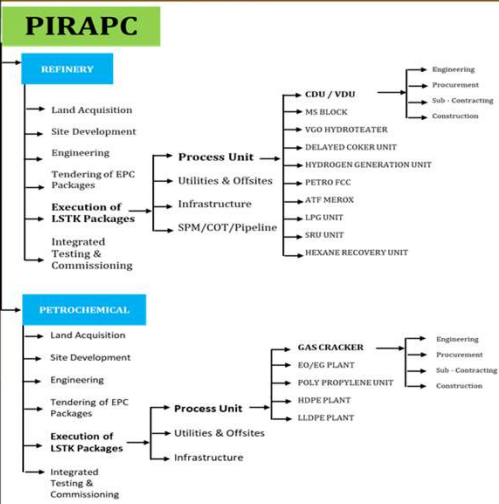 PIRAPC
REFINERY
Land Acquisition
Site Development
Engineering
Tendering of EPC
Packages
Execution of
LSTK Packages
Integrated
Testing &
Commissioning
Process Unit
Utilities & Offsites
Infrastructure
SPM/COT/Pipeline
CDU / VDU
MS BLOCK
VGO HYDROTEATER
DELAYED COKER UNIT
HYDROGEN GENERATION UNIT
PETRO FCC
ATF MEROX
LPG UNIT
SRU UNIT
HEXANE RECOVERY UNIT
Engineering
Procurement
Sub - Contracting
Construction
PETROCHEMICAL
Land Acquisition
Site Development
Engineering
Tendering of EPC
Packages
Execution of
LSTK Packages
Integrated
Testing &
Commissioning
Process Unit
Utilities & Offsites
Infrastructure
GAS CRACKER
EO/EG PLANT
POLY PROPYLENE UNIT
HDPE PLANT
LLDPE PLANT
Engineering
Procurement
Sub - Contracting
Construction